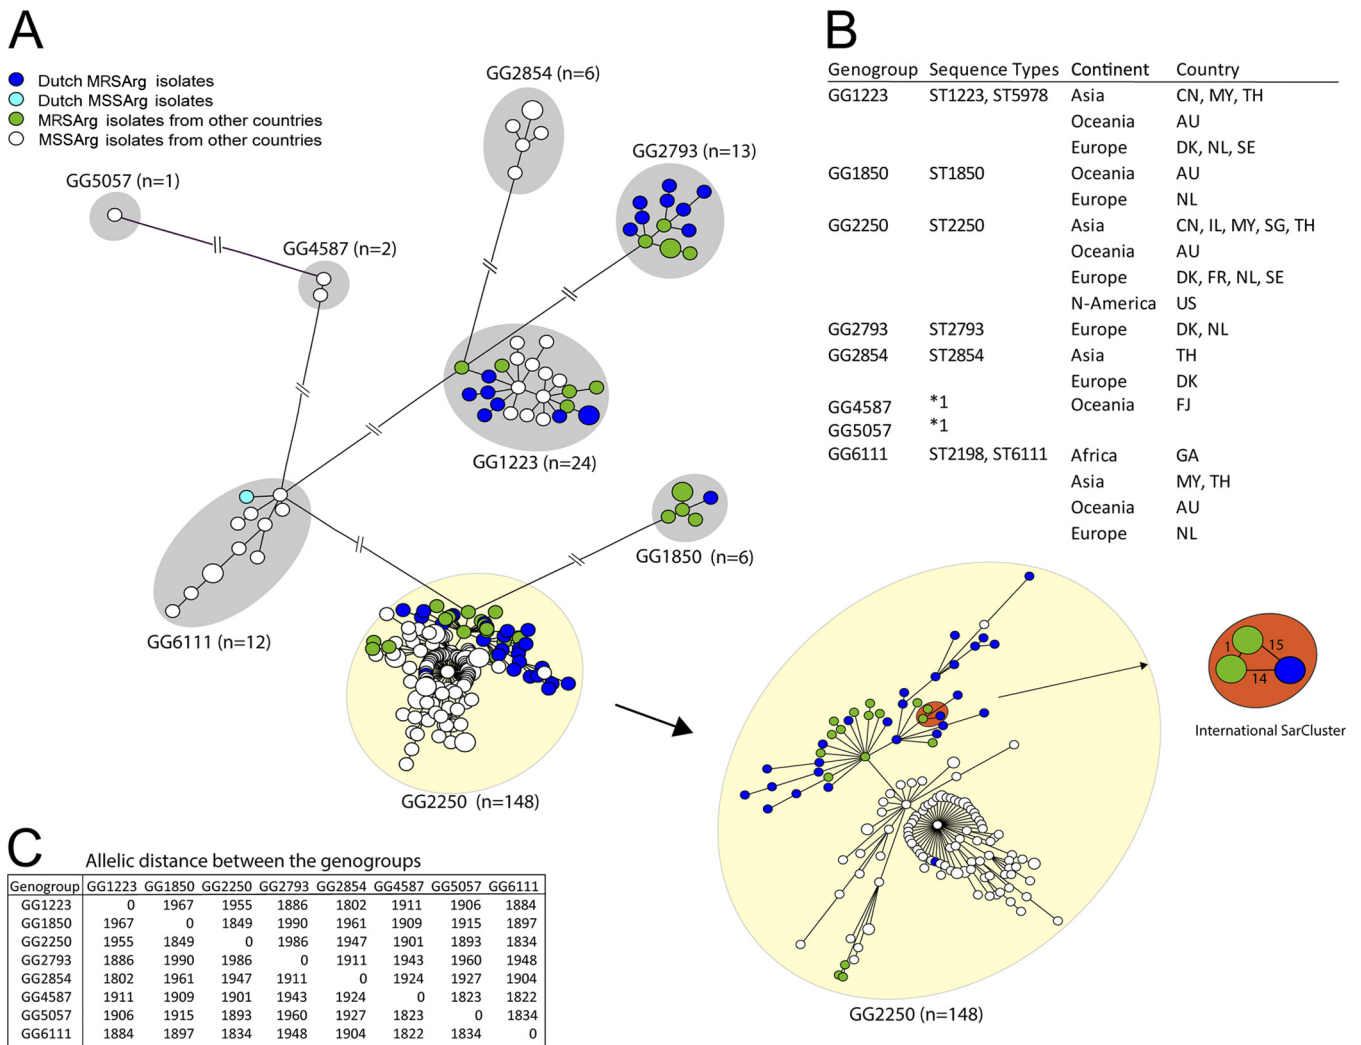 A
Dutch MRSArg isolates
Dutch MSSArg isolates
MRSArg isolates from other countries
MSSArg isolates from other countries
GG2854 (n=6)
GG2793 (n=13)
GG5057 (n=1)
GG4587 (n=2)
GG1223 (n=24)
GG1850 (n=6)
GG6111 (n=12)
GG2250 (n=148)
B
Genogroup Sequence Types Continent Country
GG1223 ST1223, ST5978 Asia CN, MY, TH
Oceania AU
Europe DK, NL, SE
GG1850 ST1850 Oceania AU
Europe NL
GG2250 ST2250 Asia CN, IL, MY, SG, TH
Oceania AU
Europe DK, FR, NL, SE
N-America US
GG2793 ST2793 Europe DK, NL
GG2854 ST2854 Asia TH
Europe DK
GG4587 *1 Oceania FJ
GG5057 *1
GG6111 ST2198, ST6111 Africa GA
Asia MY, TH
Oceania AU
Europe NL
1 15
14
International SarCluster
GG2250 (n=148)
C
Allelic distance between the genogroups
Genogroup GG1223 GG1850 GG2250 GG2793 GG2854 GG4587 GG5057 GG6111
GG1223 0 1967 1955 1886 1802 1911 1906 1884
GG1850 1967 0 1849 1990 1961 1909 1915 1897
GG2250 1955 1849 0 1986 1947 1901 1893 1834
GG2793 1886 1990 1986 0 1911 1943 1960 1948
GG2854 1802 1961 1947 1911 0 1924 1927 1904
GG4587 1911 1909 1901 1943 1924 0 1823 1822
GG5057 1906 1915 1893 1960 1927 1823 0 1834
GG6111 1884 1897 1834 1948 1904 1822 1834 0